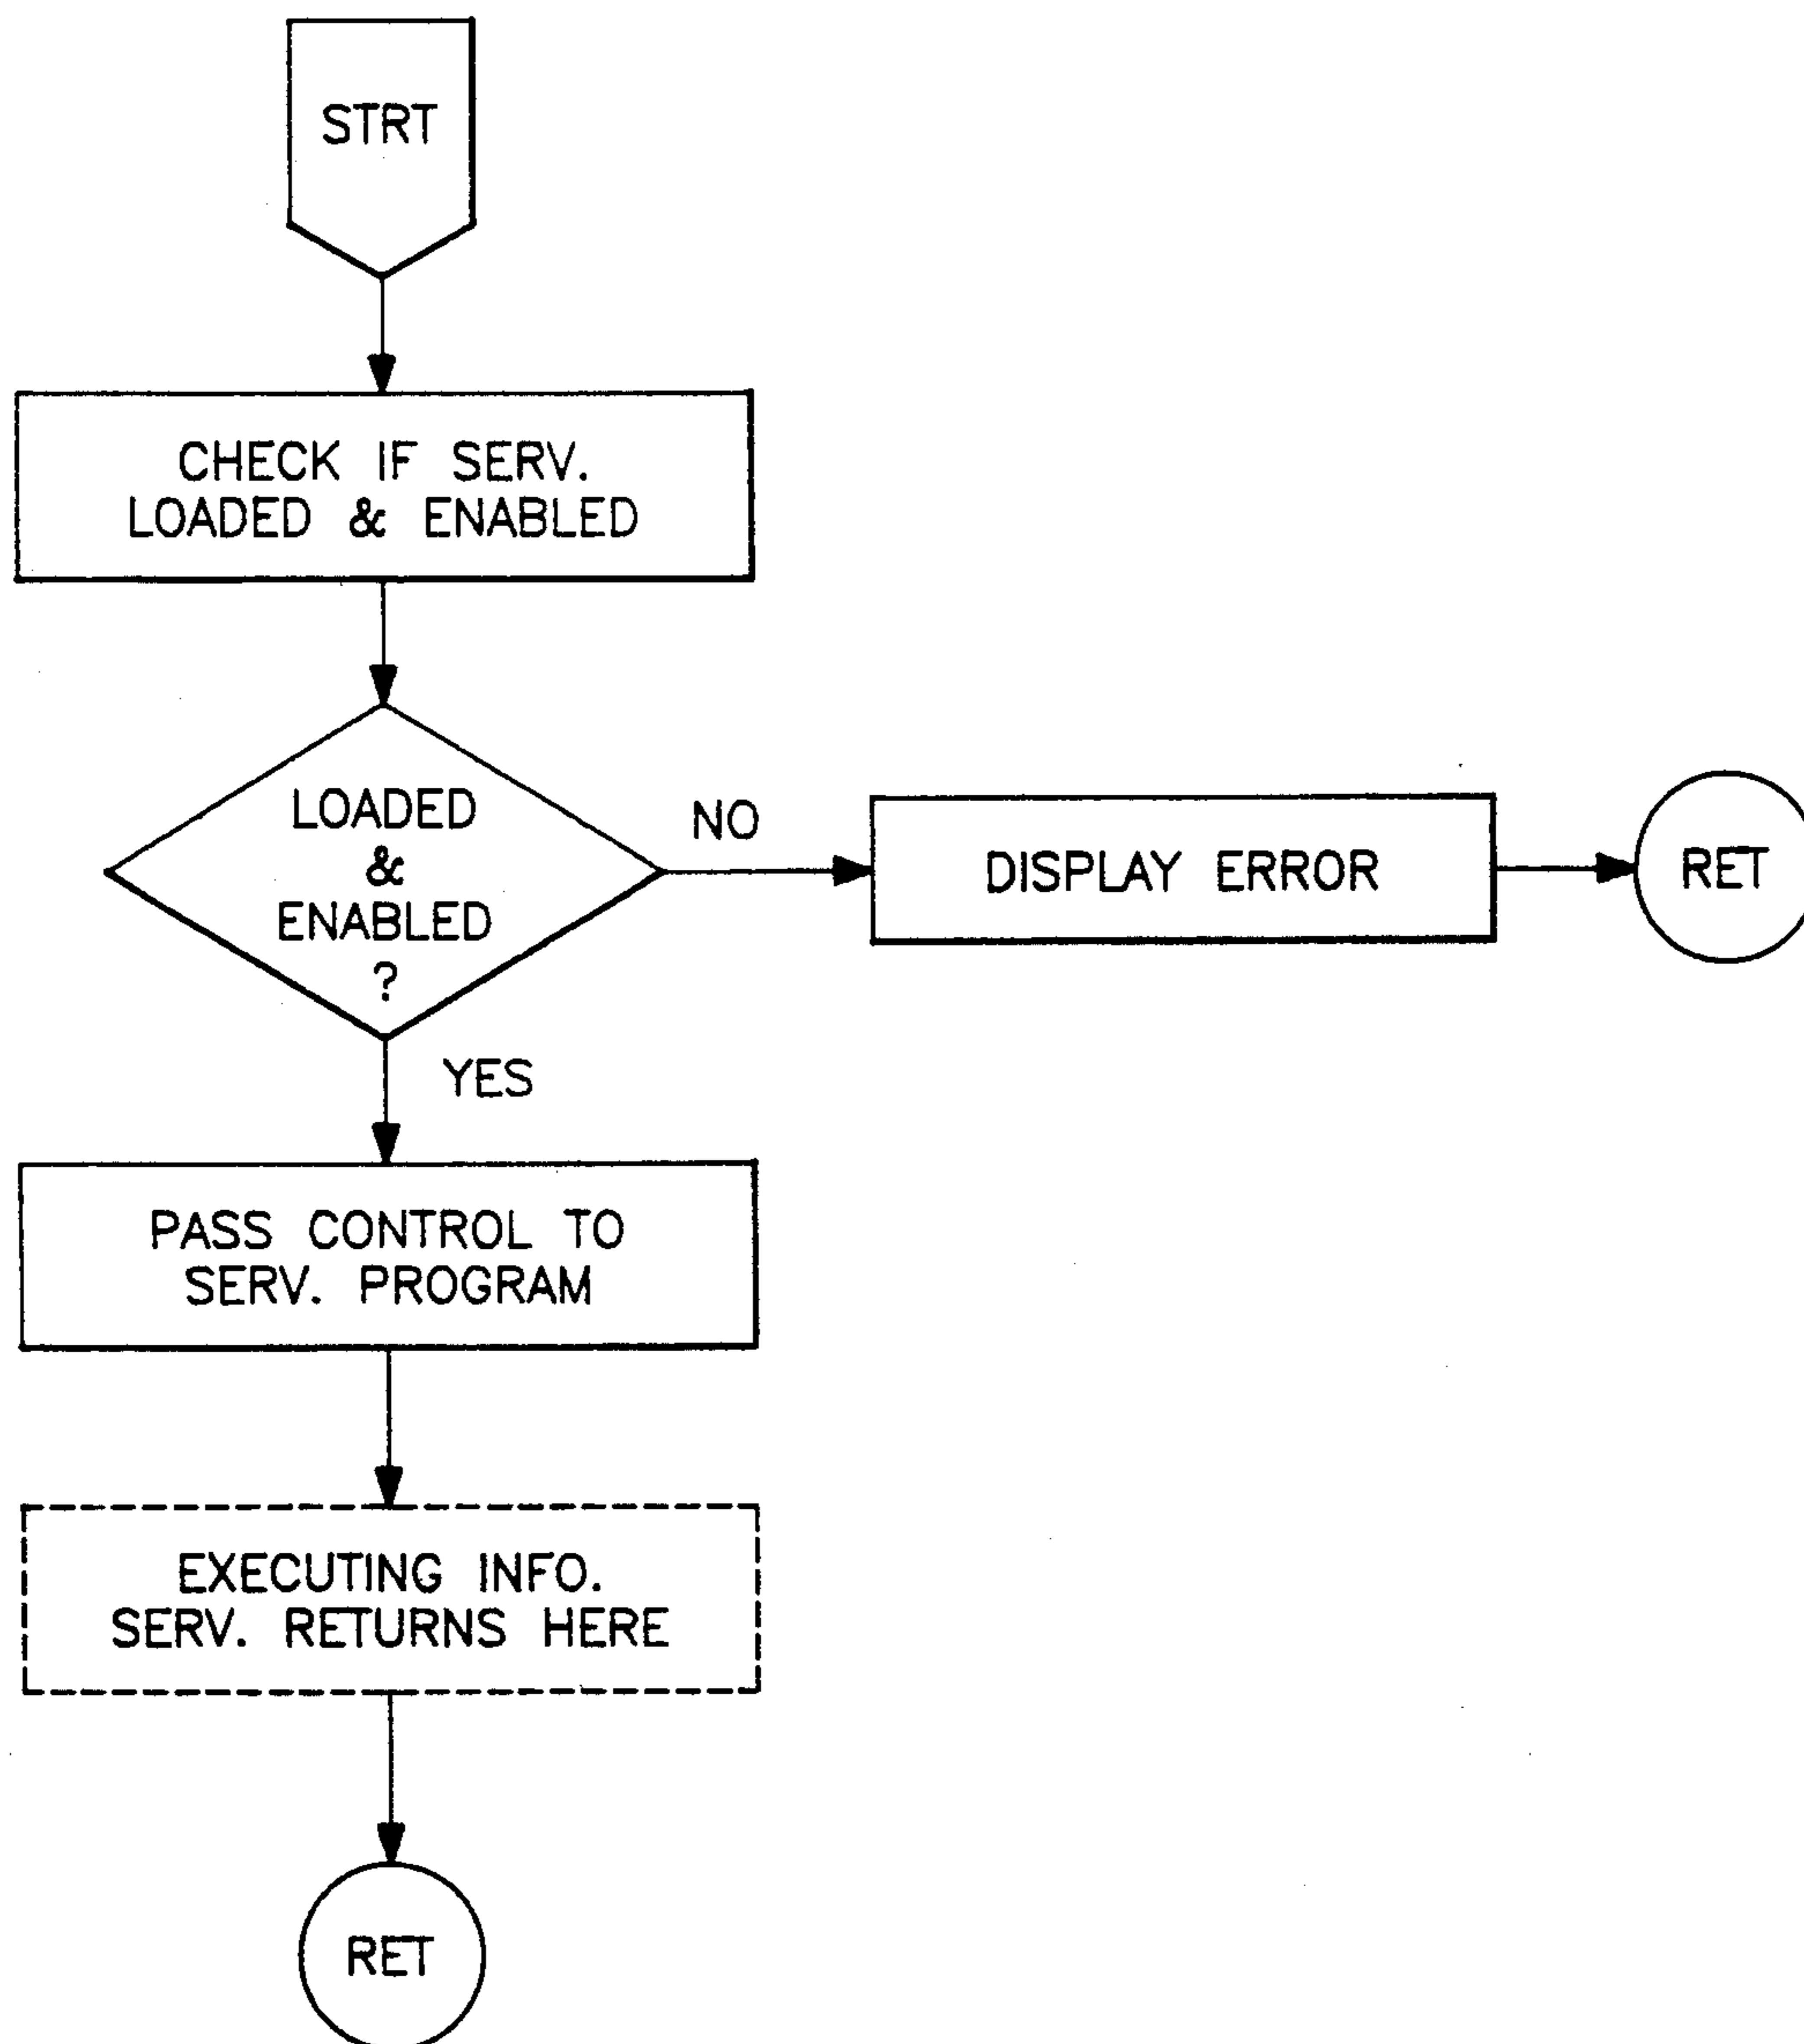 STRT
CHECK IF SERV.
LOADED & ENABLED
LOADED
&
ENABLED
?
NO
DISPLAY ERROR
RET
YES
PASS CONTROL TO
SERV. PROGRAM
EXECUTING INFO.
SERV. RETURNS HERE
RET